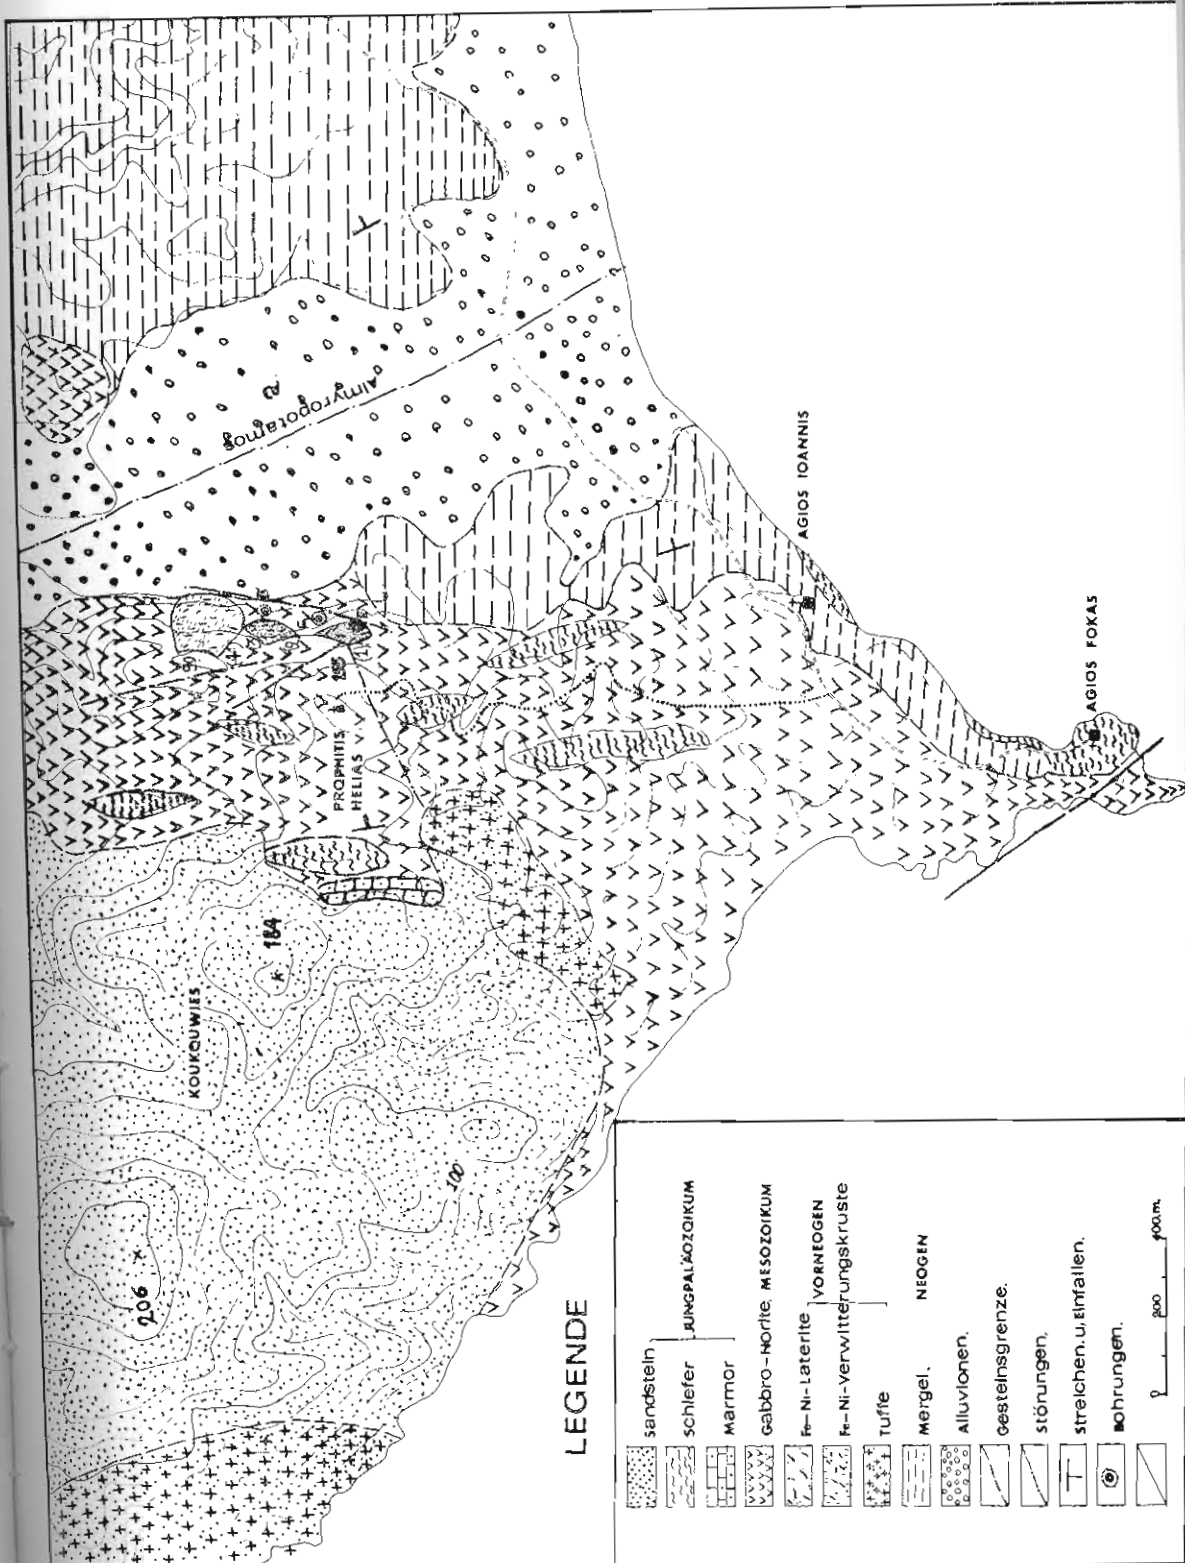 Almyropotamos
AGIOS IOANNIS
AGIOS FOKAS
PROPHITIS
HELIAS
KOUKOUWIES
184
206
100
LEGENDE
Sandstein
Schiefer
JUNGPALÄOZOIKUM
Marmor
Gabbro-Norite, MESOZOIKUM
Fe-Ni-Laterite
VORNEOGEN
Fe-Ni-Verwitterungskruste
Tuffe
Mergel. NEOGEN
Alluvionen.
Gesteinsgrenze.
Störungen.
Streichen. u. Einfallen.
Bohrungen.
0 200 400m.